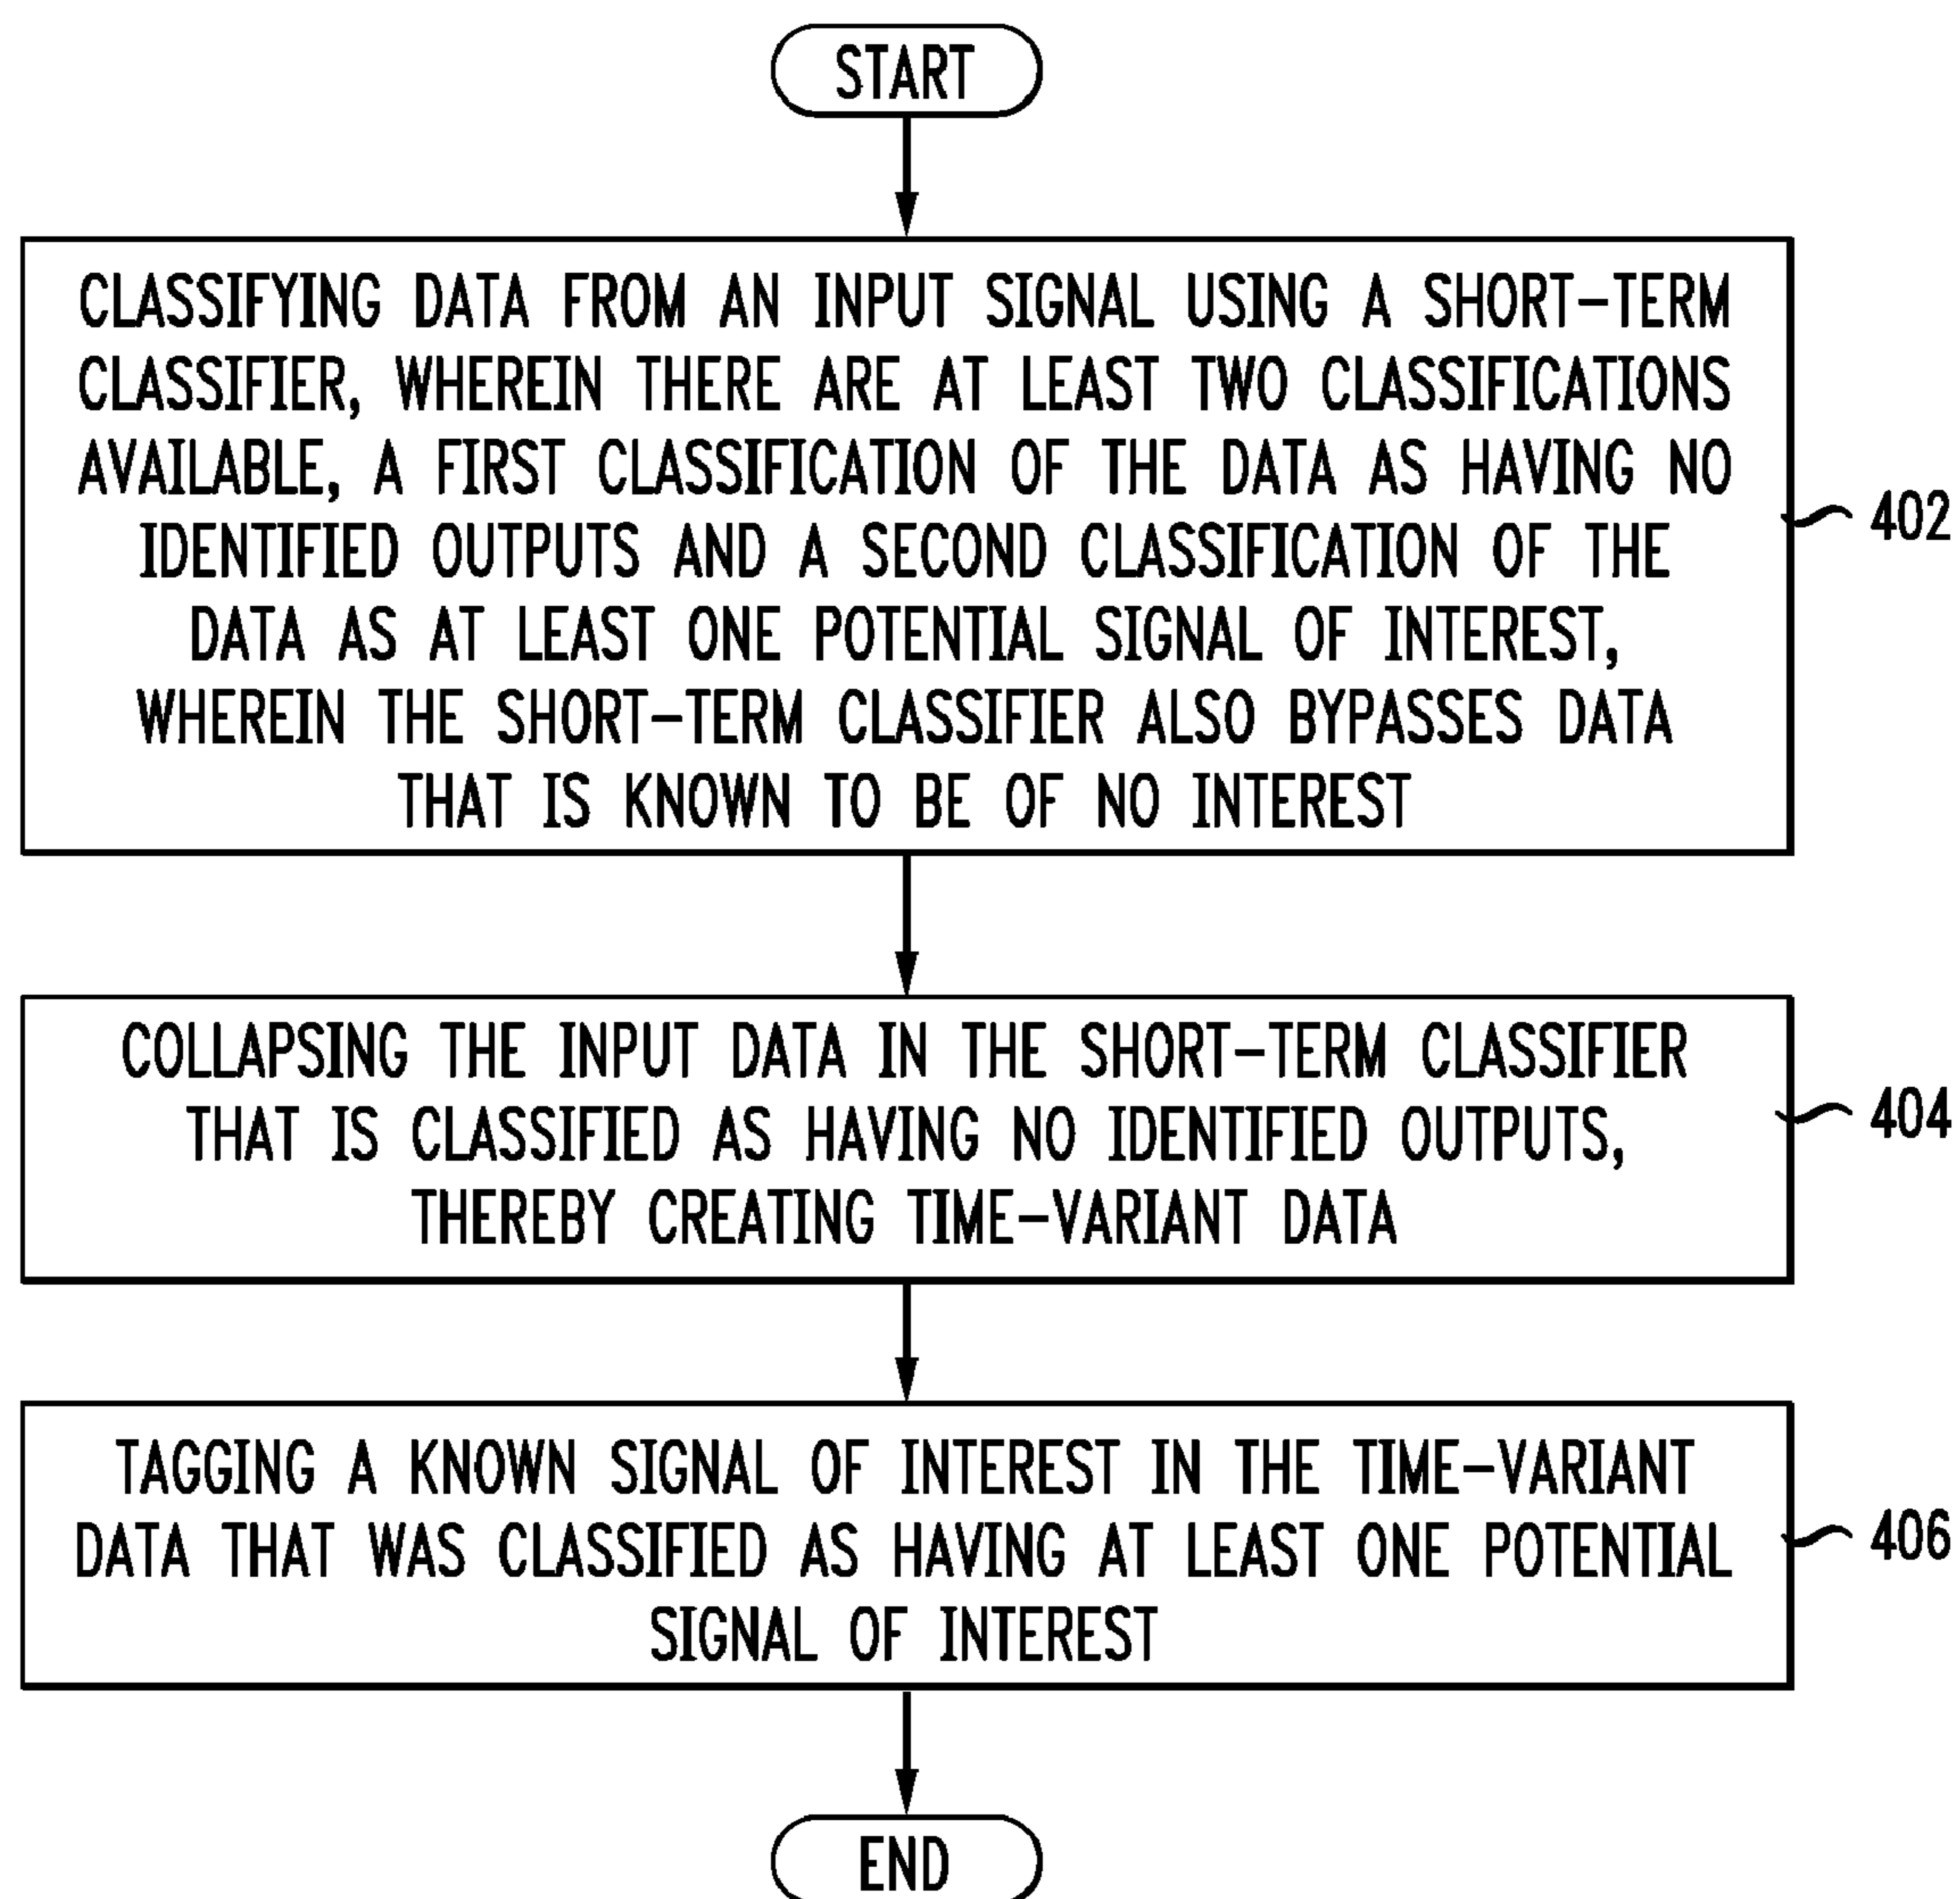 START
CLASSIFYING DATA FROM AN INPUT SIGNAL USING A SHORT-TERM
CLASSIFIER, WHEREIN THERE ARE AT LEAST TWO CLASSIFICATIONS
AVAILABLE, A FIRST CLASSIFICATION OF THE DATA AS HAVING NO
IDENTIFIED OUTPUTS AND A SECOND CLASSIFICATION OF THE
DATA AS AT LEAST ONE POTENTIAL SIGNAL OF INTEREST,
WHEREIN THE SHORT-TERM CLASSIFIER ALSO BYPASSES DATA
THAT IS KNOWN TO BE OF NO INTEREST
402
COLLAPSING THE INPUT DATA IN THE SHORT-TERM CLASSIFIER
THAT IS CLASSIFIED AS HAVING NO IDENTIFIED OUTPUTS,
THEREBY CREATING TIME-VARIANT DATA
404
TAGGING A KNOWN SIGNAL OF INTEREST IN THE TIME-VARIANT
DATA THAT WAS CLASSIFIED AS HAVING AT LEAST ONE POTENTIAL
SIGNAL OF INTEREST
406
END